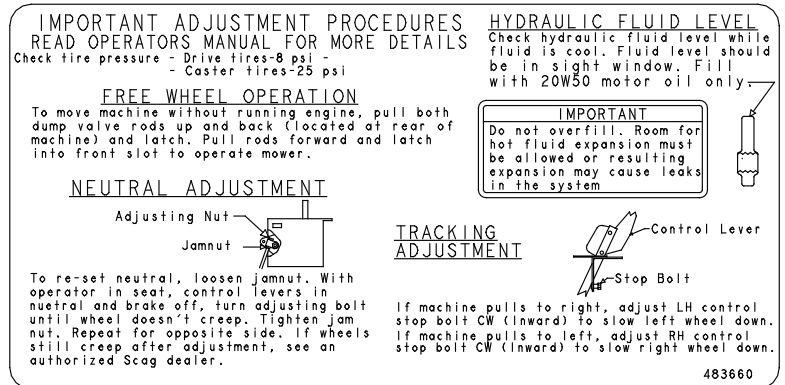 IMPORTANT ADJUSTMENT PROCEDURES
READ OPERATORS MANUAL FOR MORE DETAILS
Check tire pressure - Drive tires-8 psi -
- Caster tires-25 psi
FREE WHEEL OPERATION
To move machine without running engine, pull both
dump valve rods up and back (located at rear of
machine) and latch. Pull rods forward and latch
into front slot to operate mower.
HYDRAULIC FLUID LEVEL
Check hydraulic fluid level while
fluid is cool. Fluid level should
be in sight window. Fill
with 20W50 motor oil only.
IMPORTANT
Do not overfill. Room for
hot fluid expansion must
be allowed or resulting
expansion may cause leaks
in the system
NEUTRAL ADJUSTMENT
Adjusting Nut
Jamnut
To re-set neutral, loosen jamnut. With
operator in seat, control levers in
nuetral and brake off, turn adjusting bolt
until wheel doesn't creep. Tighten jam
nut. Repeat for opposite side. If wheels
still creep after adjustment, see an
authorized Scag dealer.
TRACKING
ADJUSTMENT
Control Lever
Stop Bolt
If machine pulls to right, adjust LH control
stop bolt CW (Inward) to slow left wheel down.
If machine pulls to left, adjust RH control
stop bolt CW (Inward) to slow right wheel down.
483660